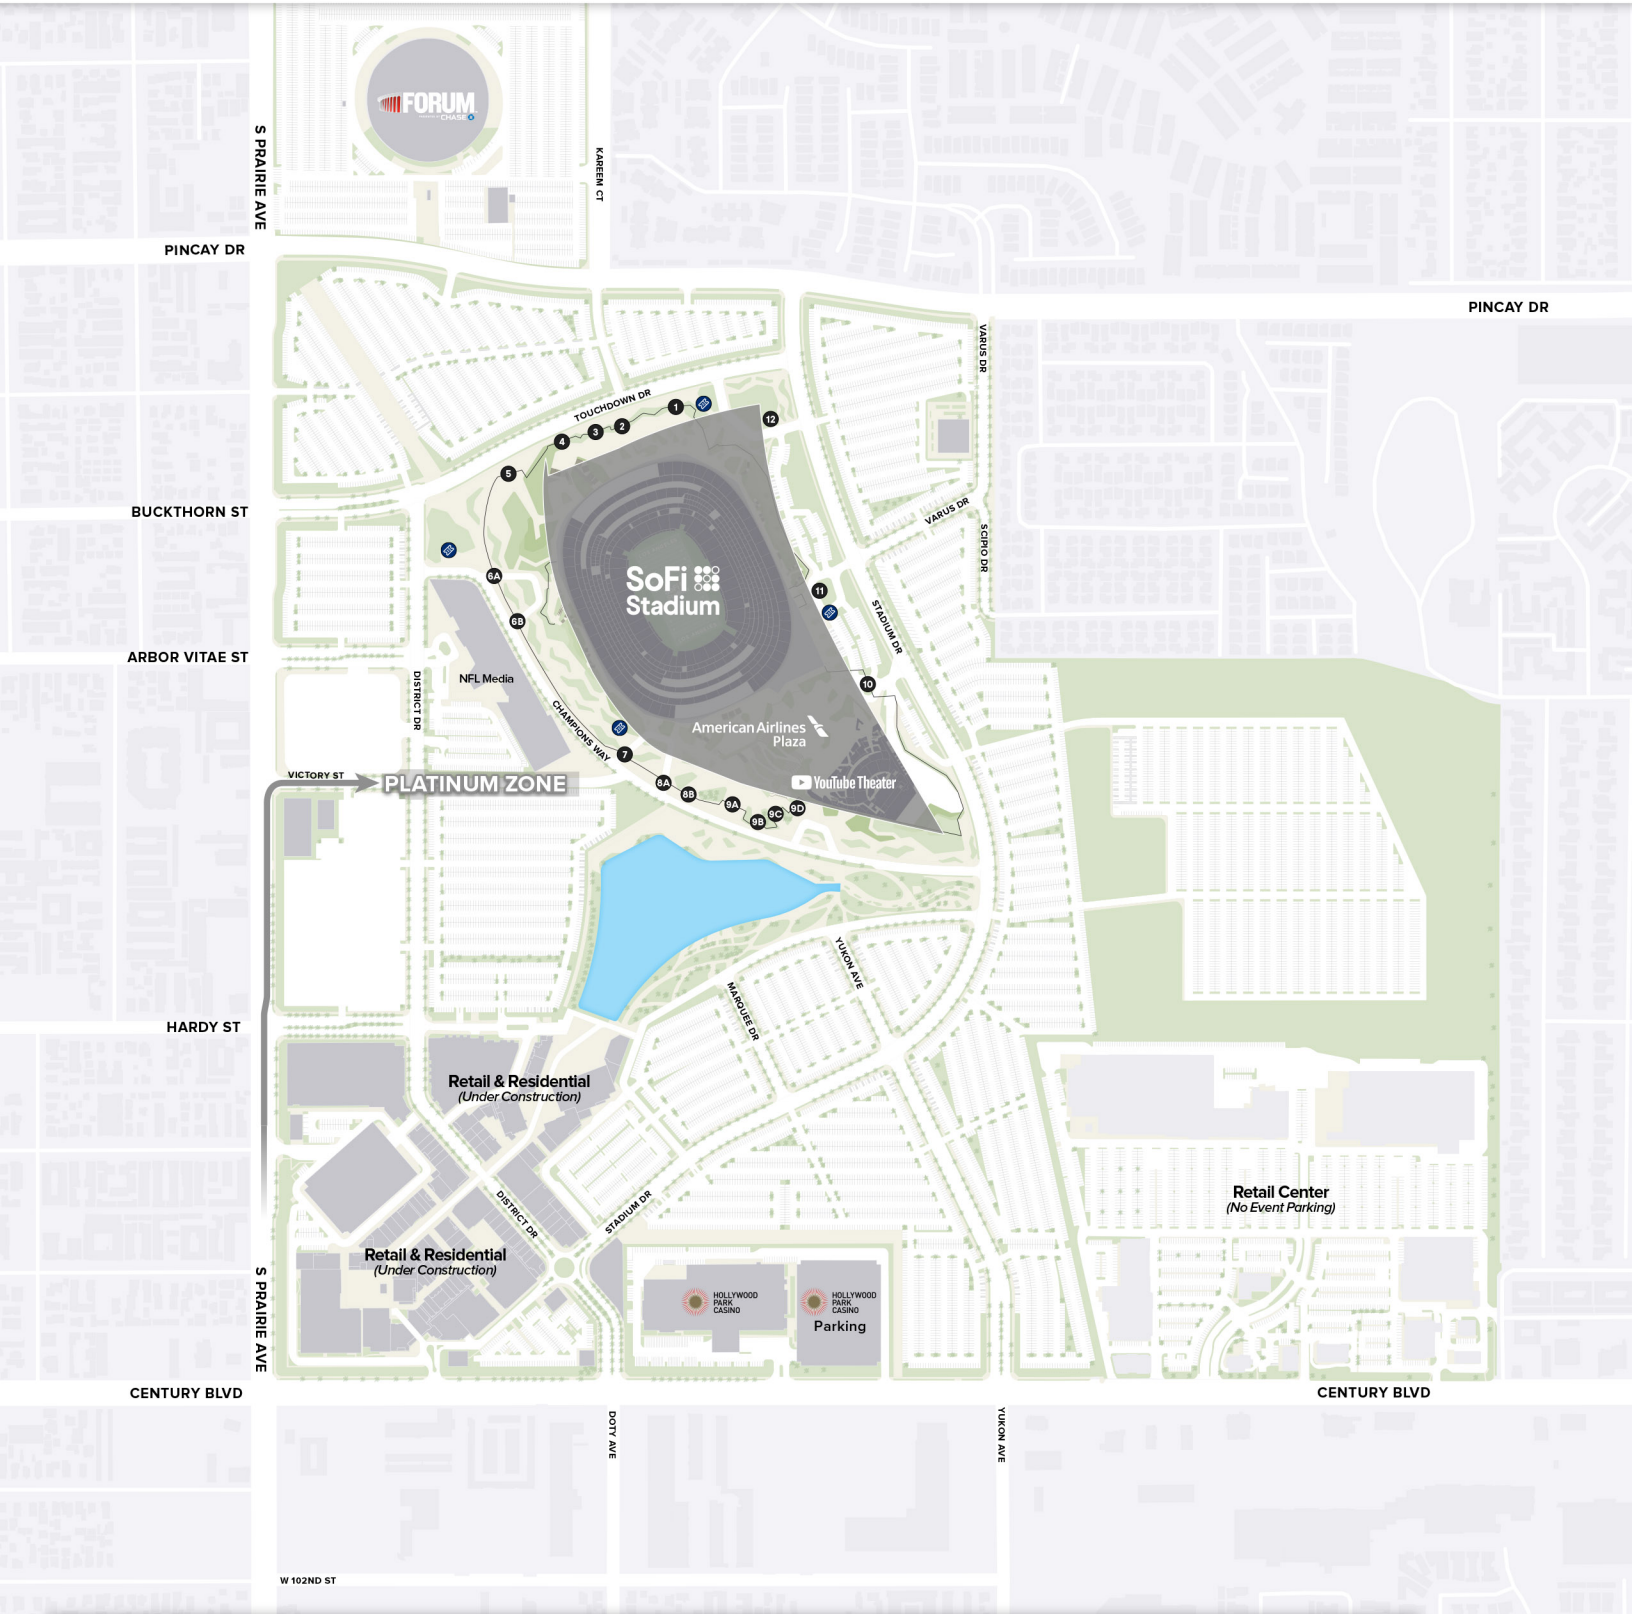 FORUM
CHASE
S PRAIRIE AVE
KAREEM CT
PINCAY DR
PINCAY DR
VARUS DR
TOUCHDOWN DR
1
2
3
4
5
12
BUCKTHORN ST
VARUS DR
SCIPIO DR
6A
6B
SoFi
Stadium
11
STADIUM DR
10
ARBOR VITAE ST
DISTRICT DR
NFL Media
CHAMPIONS WAY
American Airlines
Plaza
7
8A
8B
9A
9B
9C
9D
YouTube Theater
VICTORY ST
PLATINUM ZONE
YUKON AVE
MARQUEE DR
HARDY ST
Retail & Residential
(Under Construction)
DISTRICT DR
STADIUM DR
Retail Center
(No Event Parking)
Retail & Residential
(Under Construction)
HOLLYWOOD
PARK
CASINO
HOLLYWOOD
PARK
CASINO
Parking
S PRAIRIE AVE
CENTURY BLVD
CENTURY BLVD
DOTY AVE
YUKON AVE
W 102ND ST